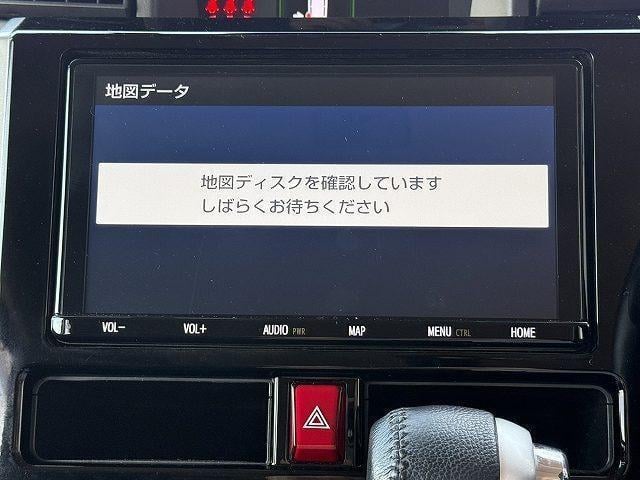 地図データ
地図ディスクを確認しています
しばらくお待ちください
VOL− VOL+ AUDIO PWR MAP MENU CTRL HOME